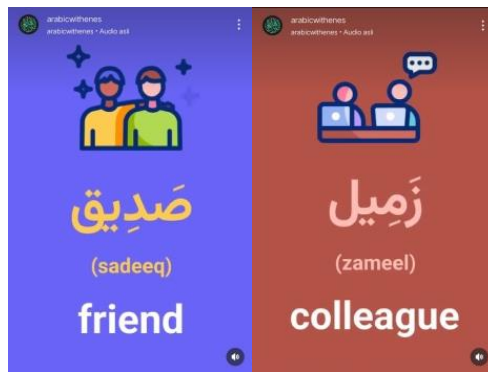 arabicwithenes
arabicwithenes • Audio asli
صَدِيق
(sadeeq)
friend
arabicwithenes
arabicwithenes • Audio asli
زَمِيل
(zameel)
colleague